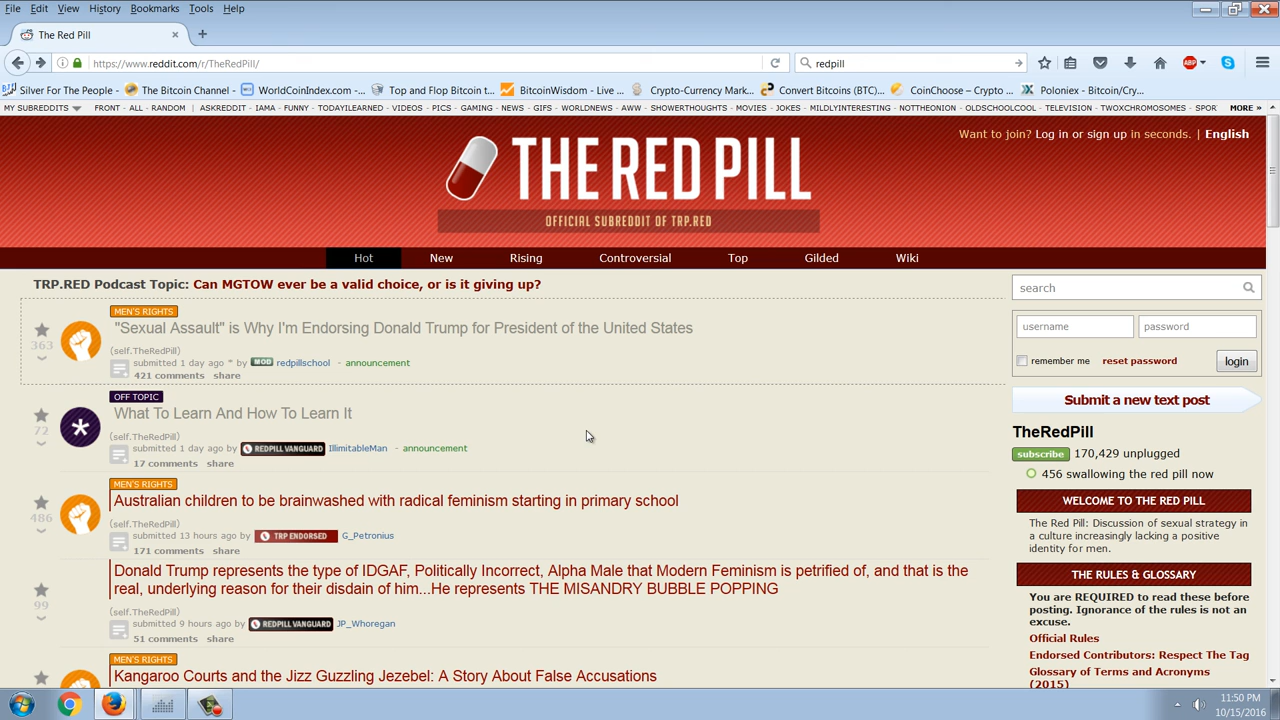 File Edit View History Bookmarks Tools Help
The Red Pill
https://www.reddit.com/r/TheRedPill/
redpill
ABP
Silver For The People - The Bitcoin Channel - WorldCoinIndex.com -... Top and Flop Bitcoin t... BitcoinWisdom - Live ... Crypto-Currency Mark... Convert Bitcoins (BTC)... CoinChoose – Crypto ... Poloniex - Bitcoin/Cry...
MY SUBREDDITS FRONT - ALL - RANDOM | ASKREDDIT - IAMA - FUNNY - TODAYILEARNED - VIDEOS - PICS - GAMING - NEWS - GIFS - WORLDNEWS - AWW - SHOWERTHOUGHTS - MOVIES - JOKES - MILDLYINTERESTING - NOTTHEONION - OLDSCHOOLCOOL - TELEVISION - TWOXCHROMOSOMES - SPOR MORE »
Want to join? Log in or sign up in seconds. | English
THE RED PILL
OFFICIAL SUBREDDIT OF TRP.RED
Hot New Rising Controversial Top Gilded Wiki
TRP.RED Podcast Topic: Can MGTOW ever be a valid choice, or is it giving up?
MEN'S RIGHTS
"Sexual Assault" is Why I'm Endorsing Donald Trump for President of the United States
363
(self.TheRedPill)
submitted 1 day ago * by MOD redpillschool - announcement
421 comments share
OFF TOPIC
What To Learn And How To Learn It
72
(self.TheRedPill)
submitted 1 day ago by REDPILL VANGUARD IllimitableMan - announcement
17 comments share
MEN'S RIGHTS
Australian children to be brainwashed with radical feminism starting in primary school
486
(self.TheRedPill)
submitted 13 hours ago by TRP ENDORSED G_Petronius
171 comments share
Donald Trump represents the type of IDGAF, Politically Incorrect, Alpha Male that Modern Feminism is petrified of, and that is the
real, underlying reason for their disdain of him...He represents THE MISANDRY BUBBLE POPPING
99
(self.TheRedPill)
submitted 9 hours ago by REDPILL VANGUARD JP_Whoregan
51 comments share
MEN'S RIGHTS
Kangaroo Courts and the Jizz Guzzling Jezebel: A Story About False Accusations
search
username password
remember me reset password login
Submit a new text post
TheRedPill
subscribe 170,429 unplugged
456 swallowing the red pill now
WELCOME TO THE RED PILL
The Red Pill: Discussion of sexual strategy in
a culture increasingly lacking a positive
identity for men.
THE RULES & GLOSSARY
You are REQUIRED to read these before
posting. Ignorance of the rules is not an
excuse.
Official Rules
Endorsed Contributors: Respect The Tag
Glossary of Terms and Acronyms
(2015)
11:50 PM
10/15/2016